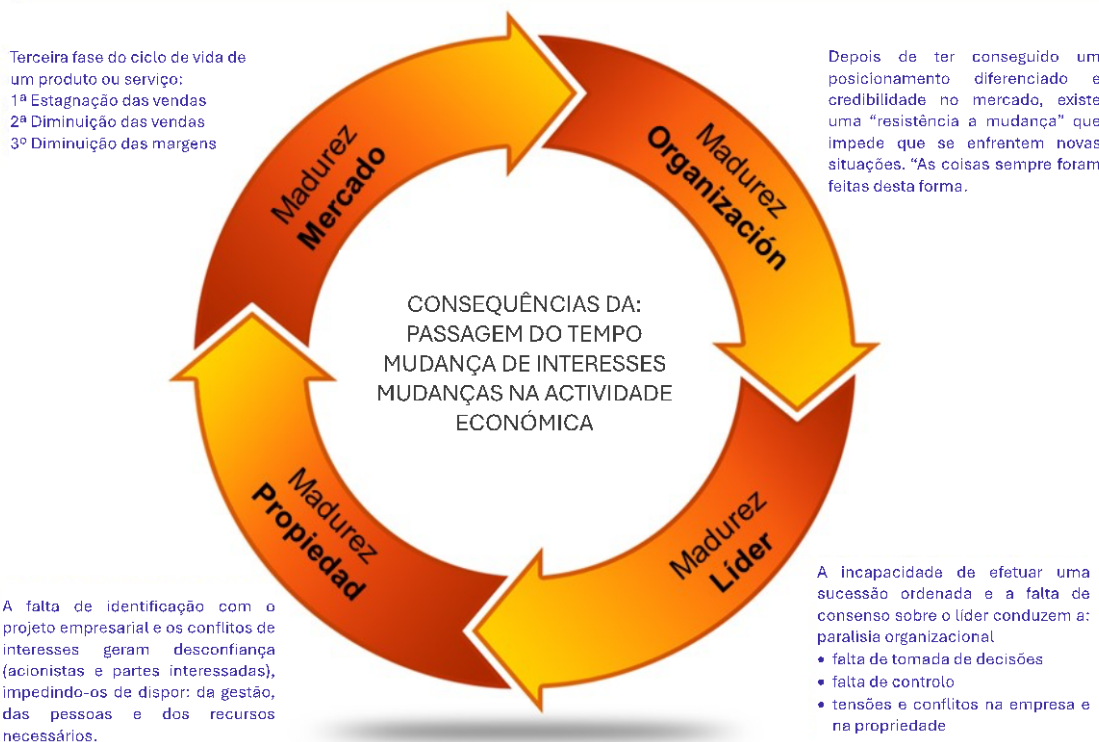 Terceira fase do ciclo de vida de
um produto ou serviço:
1ª Estagnação das vendas
2ª Diminuição das vendas
3º Diminuição das margens
Depois de ter conseguido um
posicionamento diferenciado e
credibilidade no mercado, existe
uma “resistência a mudança” que
impede que se enfrentem novas
situações. “As coisas sempre foram
feitas desta forma.
Madurez
Mercado
Madurez
Organización
CONSEQUÊNCIAS DA:
PASSAGEM DO TEMPO
MUDANÇA DE INTERESSES
MUDANÇAS NA ACTIVIDADE
ECONÓMICA
Madurez
Propiedad
Madurez
Líder
A falta de identificação com o
projeto empresarial e os conflitos de
interesses geram desconfiança
(acionistas e partes interessadas),
impedindo-os de dispor: da gestão,
das pessoas e dos recursos
necessários.
A incapacidade de efetuar uma
sucessão ordenada e a falta de
consenso sobre o líder conduzem a:
paralisia organizacional
• falta de tomada de decisões
• falta de controlo
• tensões e conflitos na empresa e
na propriedade